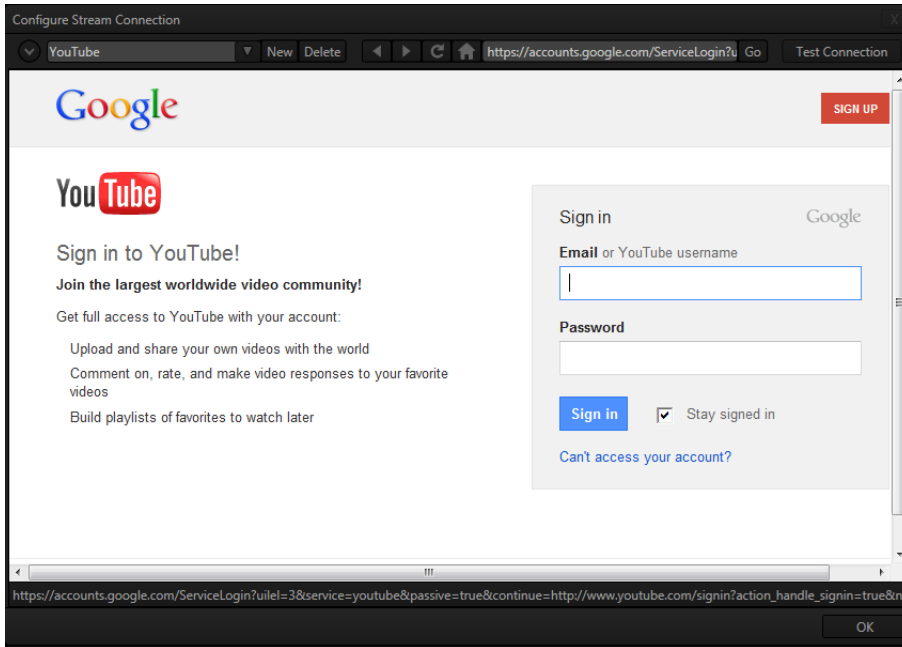 Configure Stream Connection X
YouTube New Delete https://accounts.google.com/ServiceLogin?u Go Test Connection
Google SIGN UP
YouTube
Sign in Google
Sign in to YouTube!
Email or YouTube username
Join the largest worldwide video community!
Get full access to YouTube with your account:
Password
Upload and share your own videos with the world
Comment on, rate, and make video responses to your favorite
videos
Build playlists of favorites to watch later
Sign in Stay signed in
Can't access your account?
https://accounts.google.com/ServiceLogin?uilel=3&service=youtube&passive=true&continue=http://www.youtube.com/signin?action_handle_signin=true&n
OK